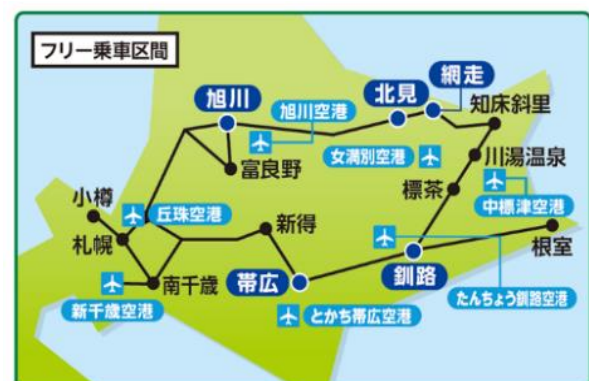 フリー乗車区間
網走
北見
旭川
旭川空港
知床斜里
女満別空港
川湯温泉
富良野
標茶
中標津空港
小樽
丘珠空港
新得
札幌
根室
釧路
帯広
南千歳
たんちょう釧路空港
新千歳空港
とかち帯広空港